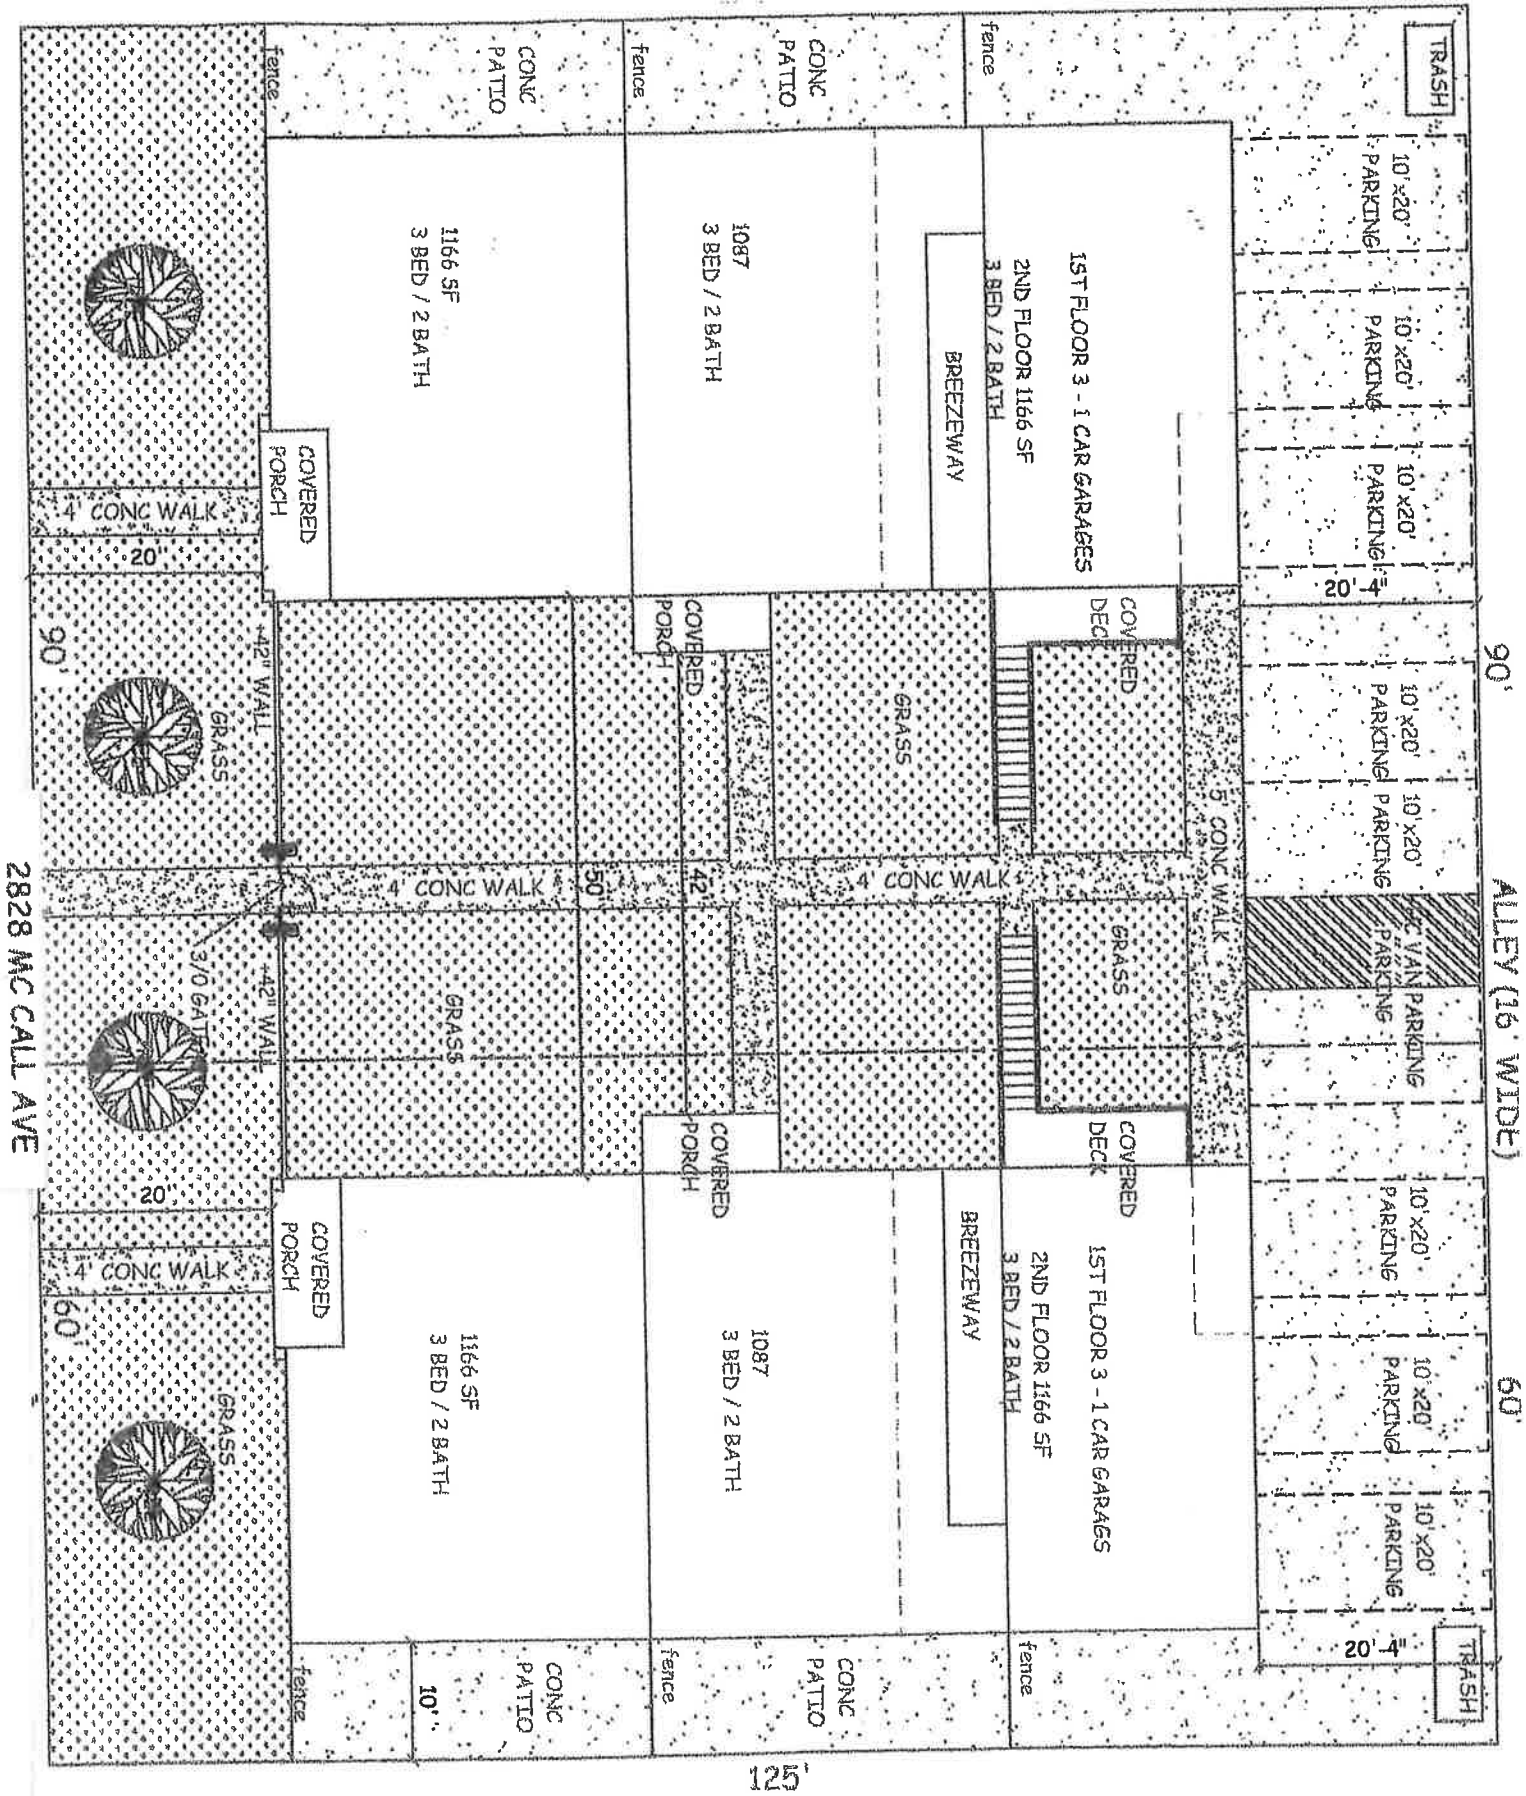 TRASH
10' x20'
PARKING
10' x20'
PARKING
10' x20'
PARKING
20'-4"
10' x20'
PARKING
10' x20'
PARKING
HC VAN PARKING
PARKING
10' x20'
PARKING
10' x20'
PARKING
10' x20'
PARKING
20'-4"
TRASH
90'
ALLEY (16' WIDE)
60'
fence
1ST FLOOR 3 - 1 CAR GARAGES
2ND FLOOR 1166 SF
3 BED / 2 BATH
BREEZEWAY
COVERED
DECK
5' CONC WALK
GRASS
COVERED
DECK
1ST FLOOR 3 - 1 CAR GARAGS
2ND FLOOR 1166 SF
3 BED / 2 BATH
BREEZEWAY
fence
CONC
PATIO
fence
1087
3 BED / 2 BATH
COVERED
PORCH
GRASS
4' CONC WALK
42'
50'
COVERED
PORCH
1087
3 BED / 2 BATH
CONC
PATIO
fence
CONC
PATIO
fence
1166 SF
3 BED / 2 BATH
COVERED
PORCH
4' CONC WALK
GRASS
COVERED
PORCH
1166 SF
3 BED / 2 BATH
CONC
PATIO
10'
fence
4' CONC WALK
20'
42" WALL
GRASS
3/0 GATE
42" WALL
20'
4' CONC WALK
GRASS
90'
60'
2828 MC CALL AVE
125'